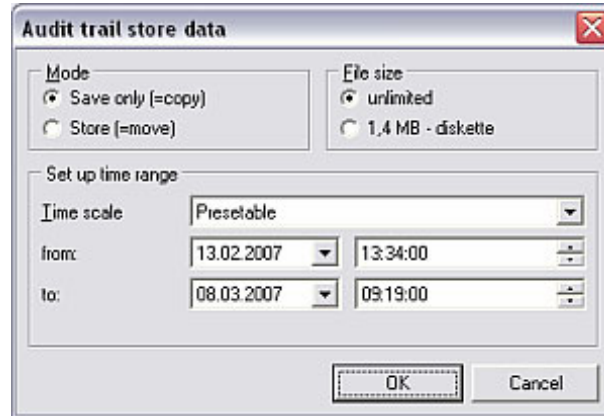 Audit trail store data
Mode
Save only (=copy)
Store (=move)
File size
unlimited
1,4 MB - diskette
Set up time range
Time scale Presetable
from: 13.02.2007 13:34:00
to: 08.03.2007 09:19:00
OK Cancel